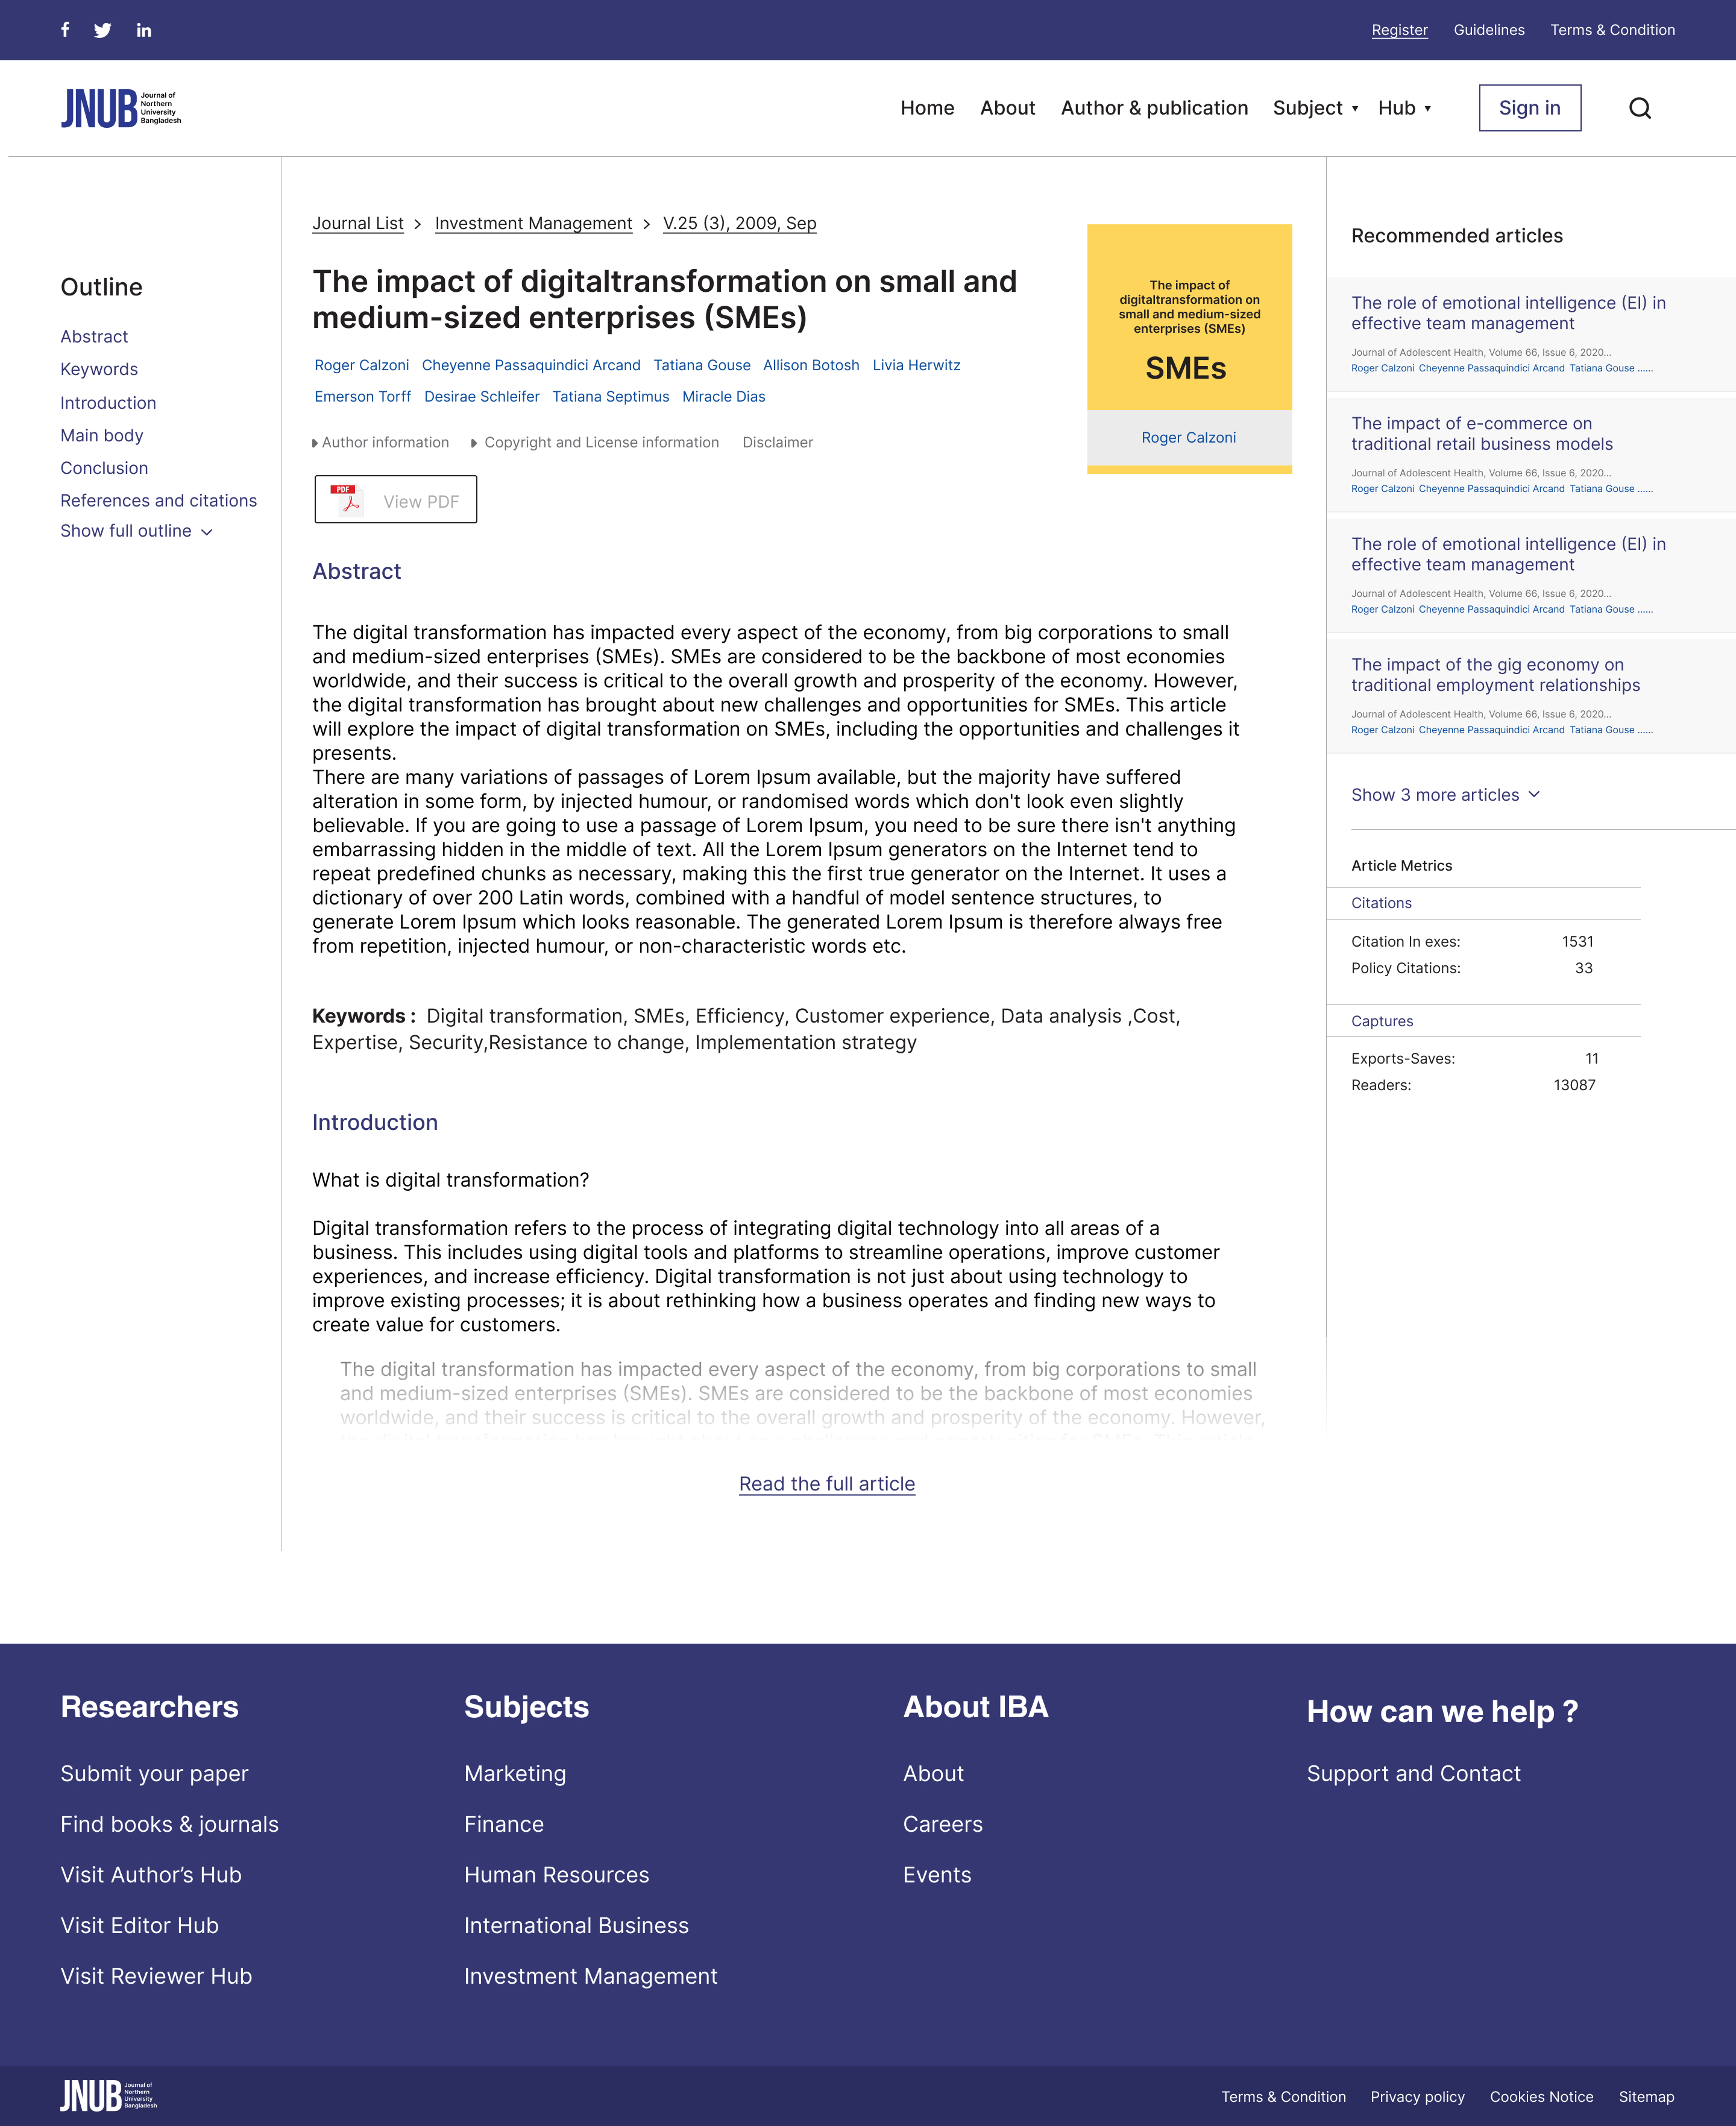 Register Guidelines Terms & Condition
JNUB
Journal of
Northern
University
Bangladesh
Home About Author & publication Subject Hub Sign in
Outline
Abstract
Keywords
Introduction
Main body
Conclusion
References and citations
Show full outline
Journal List > Investment Management > V.25 (3), 2009, Sep
The impact of digitaltransformation on small and
medium-sized enterprises (SMEs)
Roger Calzoni Cheyenne Passaquindici Arcand Tatiana Gouse Allison Botosh Livia Herwitz
Emerson Torff Desirae Schleifer Tatiana Septimus Miracle Dias
Author information Copyright and License information Disclaimer
PDF View PDF
The impact of
digitaltransformation on
small and medium-sized
enterprises (SMEs)
SMEs
Roger Calzoni
Abstract
The digital transformation has impacted every aspect of the economy, from big corporations to small
and medium-sized enterprises (SMEs). SMEs are considered to be the backbone of most economies
worldwide, and their success is critical to the overall growth and prosperity of the economy. However,
the digital transformation has brought about new challenges and opportunities for SMEs. This article
will explore the impact of digital transformation on SMEs, including the opportunities and challenges it
presents.
There are many variations of passages of Lorem Ipsum available, but the majority have suffered
alteration in some form, by injected humour, or randomised words which don't look even slightly
believable. If you are going to use a passage of Lorem Ipsum, you need to be sure there isn't anything
embarrassing hidden in the middle of text. All the Lorem Ipsum generators on the Internet tend to
repeat predefined chunks as necessary, making this the first true generator on the Internet. It uses a
dictionary of over 200 Latin words, combined with a handful of model sentence structures, to
generate Lorem Ipsum which looks reasonable. The generated Lorem Ipsum is therefore always free
from repetition, injected humour, or non-characteristic words etc.
Keywords : Digital transformation, SMEs, Efficiency, Customer experience, Data analysis ,Cost,
Expertise, Security,Resistance to change, Implementation strategy
Introduction
What is digital transformation?
Digital transformation refers to the process of integrating digital technology into all areas of a
business. This includes using digital tools and platforms to streamline operations, improve customer
experiences, and increase efficiency. Digital transformation is not just about using technology to
improve existing processes; it is about rethinking how a business operates and finding new ways to
create value for customers.
The digital transformation has impacted every aspect of the economy, from big corporations to small
and medium-sized enterprises (SMEs). SMEs are considered to be the backbone of most economies
worldwide, and their success is critical to the overall growth and prosperity of the economy. However,
Read the full article
Recommended articles
The role of emotional intelligence (EI) in
effective team management
Journal of Adolescent Health, Volume 66, Issue 6, 2020...
Roger Calzoni Cheyenne Passaquindici Arcand Tatiana Gouse ......
The impact of e-commerce on
traditional retail business models
Journal of Adolescent Health, Volume 66, Issue 6, 2020...
Roger Calzoni Cheyenne Passaquindici Arcand Tatiana Gouse ......
The role of emotional intelligence (EI) in
effective team management
Journal of Adolescent Health, Volume 66, Issue 6, 2020...
Roger Calzoni Cheyenne Passaquindici Arcand Tatiana Gouse ......
The impact of the gig economy on
traditional employment relationships
Journal of Adolescent Health, Volume 66, Issue 6, 2020...
Roger Calzoni Cheyenne Passaquindici Arcand Tatiana Gouse ......
Show 3 more articles
Article Metrics
Citations
Citation In exes: 1531
Policy Citations: 33
Captures
Exports-Saves: 11
Readers: 13087
Researchers
Submit your paper
Find books & journals
Visit Author’s Hub
Visit Editor Hub
Visit Reviewer Hub
Subjects
Marketing
Finance
Human Resources
International Business
Investment Management
About IBA
About
Careers
Events
How can we help ?
Support and Contact
JNUB
Journal of
Northern
University
Bangladesh
Terms & Condition Privacy policy Cookies Notice Sitemap